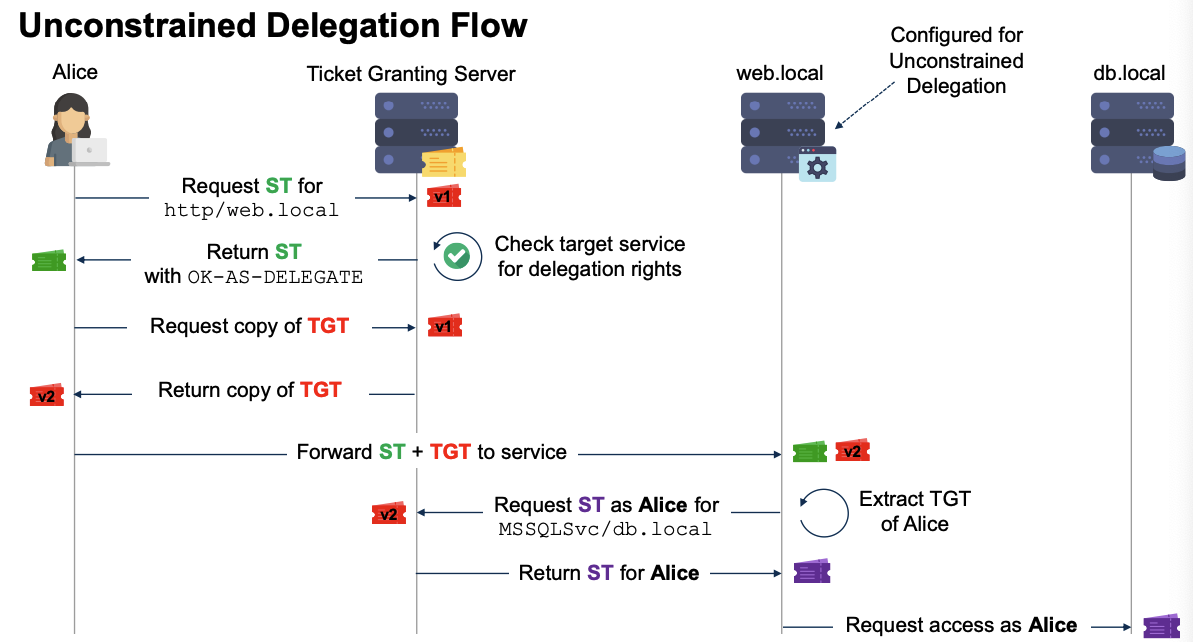 Unconstrained Delegation Flow
Configured for
Unconstrained
Delegation
Alice
Ticket Granting Server
web.local
db.local
Request ST for
http/web.local
v1
Return ST
with OK-AS-DELEGATE
Check target service
for delegation rights
Request copy of TGT
v1
v2
Return copy of TGT
Forward ST + TGT to service
v2
v2
Request ST as Alice for
MSSQLSvc/db.local
Extract TGT
of Alice
Return ST for Alice
Request access as Alice